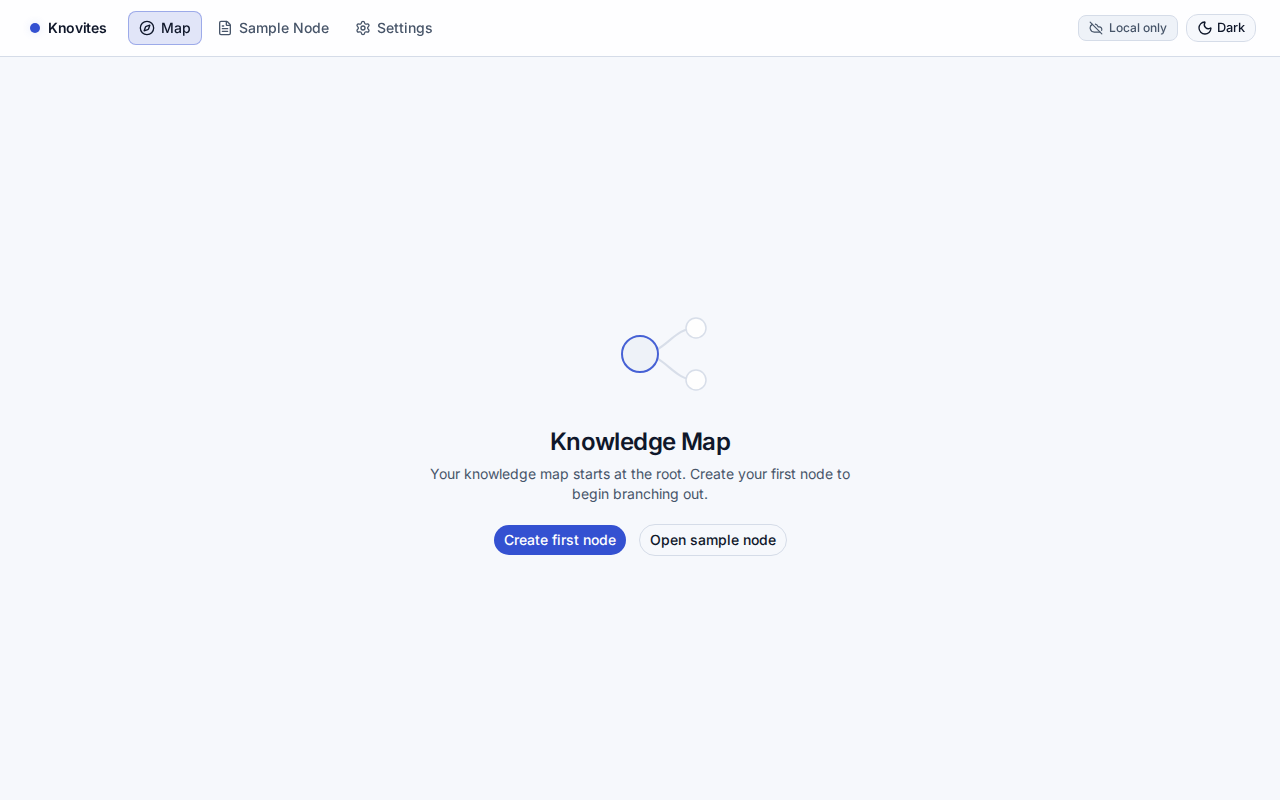 Knovites
Map
Sample Node
Settings
Local only
Dark
Knowledge Map
Your knowledge map starts at the root. Create your first node to
begin branching out.
Create first node
Open sample node